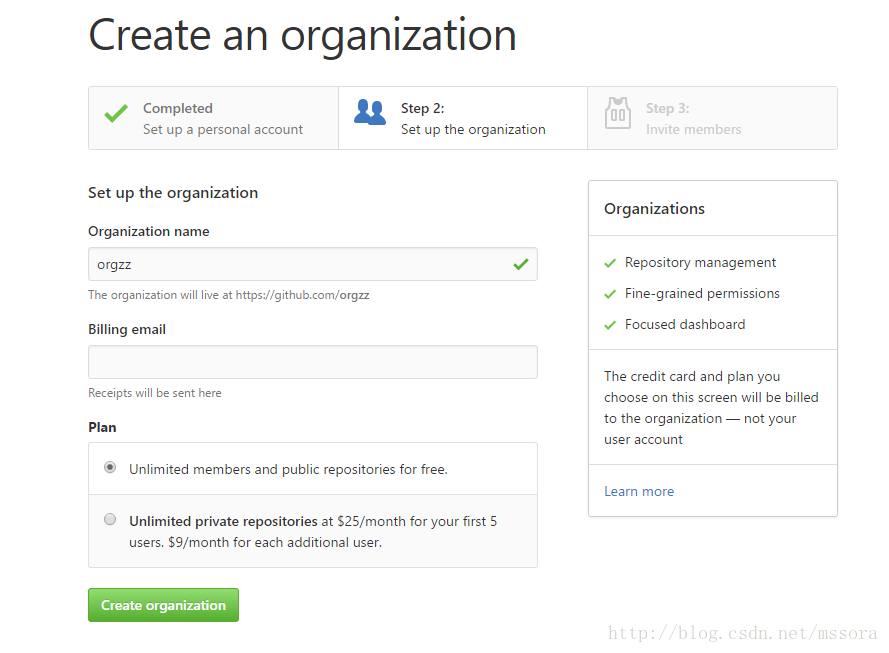 Create an organization
Completed
Set up a personal account
Step 2:
Set up the organization
Step 3:
Invite members
Set up the organization
Organization name
orgzz
The organization will live at https://github.com/orgzz
Billing email
Receipts will be sent here
Plan
Unlimited members and public repositories for free.
Unlimited private repositories at $25/month for your first 5
users. $9/month for each additional user.
Create organization
Organizations
Repository management
Fine-grained permissions
Focused dashboard
The credit card and plan you
choose on this screen will be billed
to the organization — not your
user account
Learn more
http://blog.csdn.net/mssora